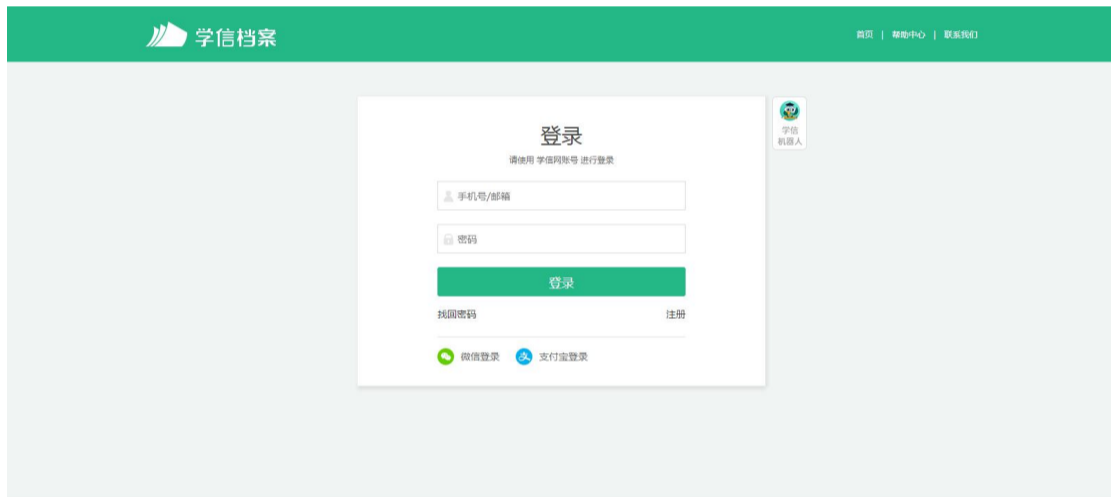 学信档案
首页 | 帮助中心 | 联系我们
学信
机器人
登录
请使用 学信网账号 进行登录
手机号/邮箱
密码
登录
找回密码 注册
微信登录 支付宝登录